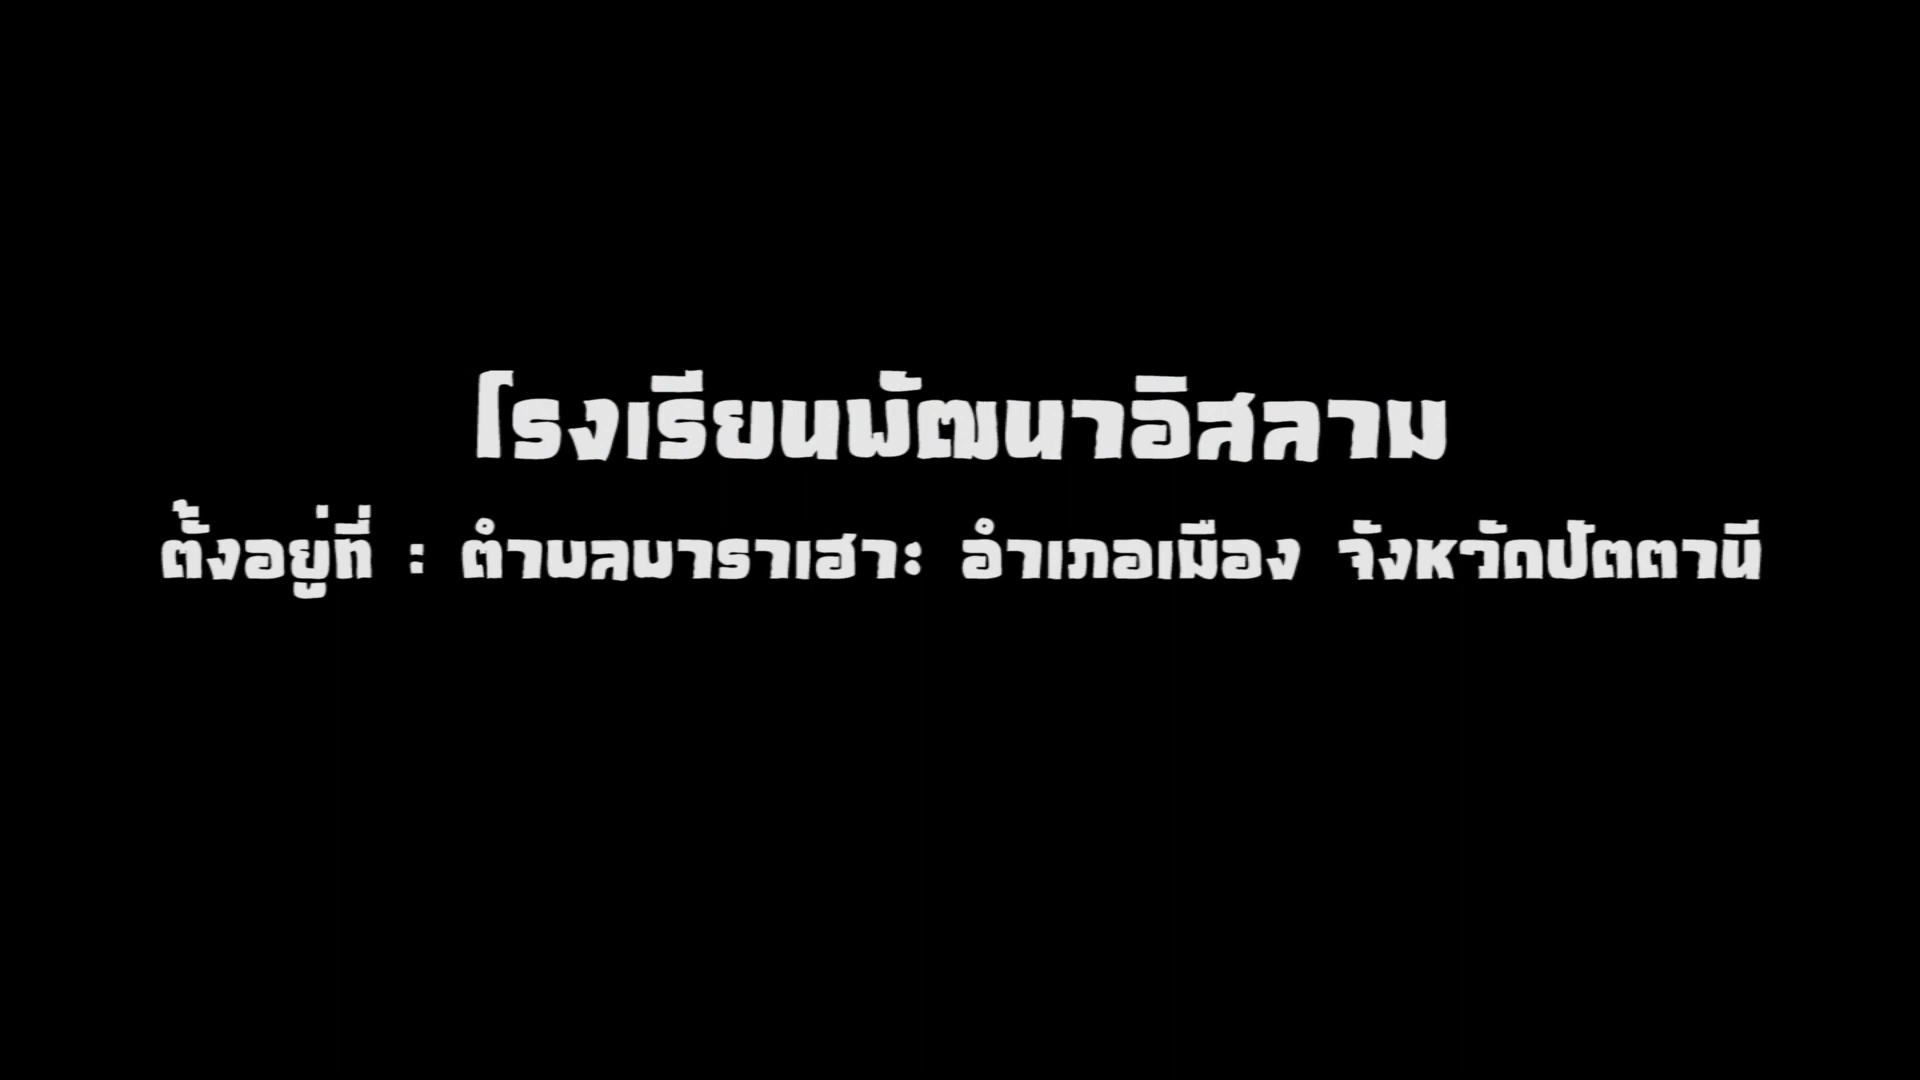 โรงเรียนพัฒนาอิสลาม
ตั้งอยู่ที่ : ตำบลบาราเฮาะ อำเภอเมือง จังหวัดปัตตานี